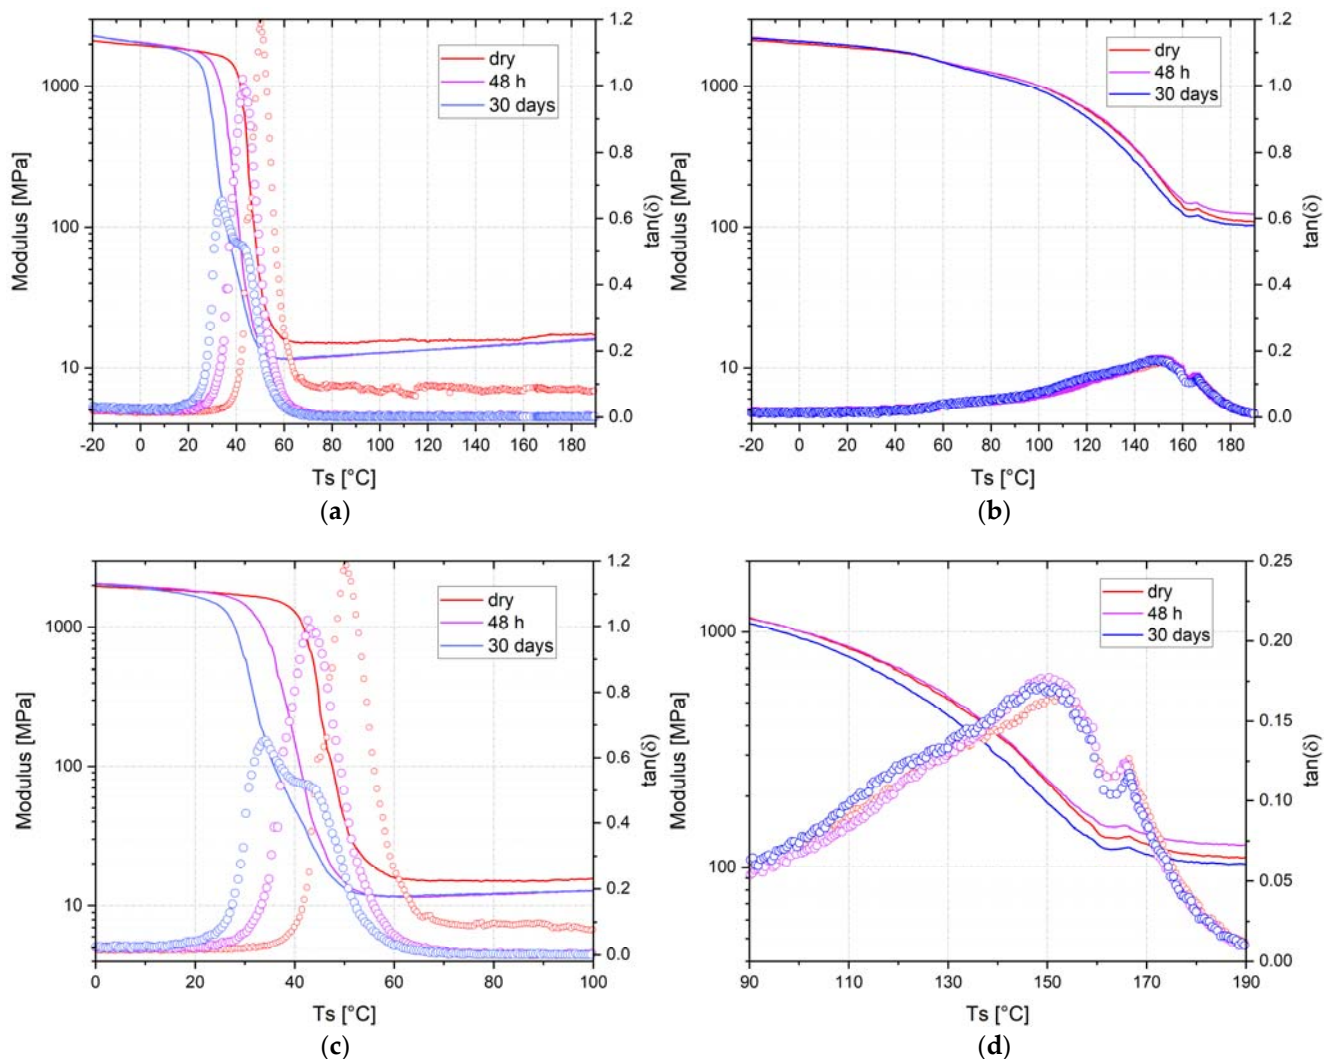 1000
100
10
Modulus [MPa]
1.2
1.0
0.8
0.6
0.4
0.2
0.0
tan(δ)
dry
48 h
30 days
-20 0 20 40 60 80 100 120 140 160 180
Ts [°C]
(a)
1000
100
10
Modulus [MPa]
1.2
1.0
0.8
0.6
0.4
0.2
0.0
tan(δ)
dry
48 h
30 days
-20 0 20 40 60 80 100 120 140 160 180
Ts [°C]
(b)
1000
100
10
Modulus [MPa]
1.2
1.0
0.8
0.6
0.4
0.2
0.0
tan(δ)
dry
48 h
30 days
0 20 40 60 80 100
Ts [°C]
(c)
1000
100
Modulus [MPa]
0.25
0.20
0.15
0.10
0.05
0.00
tan(δ)
dry
48 h
30 days
90 110 130 150 170 190
Ts [°C]
(d)